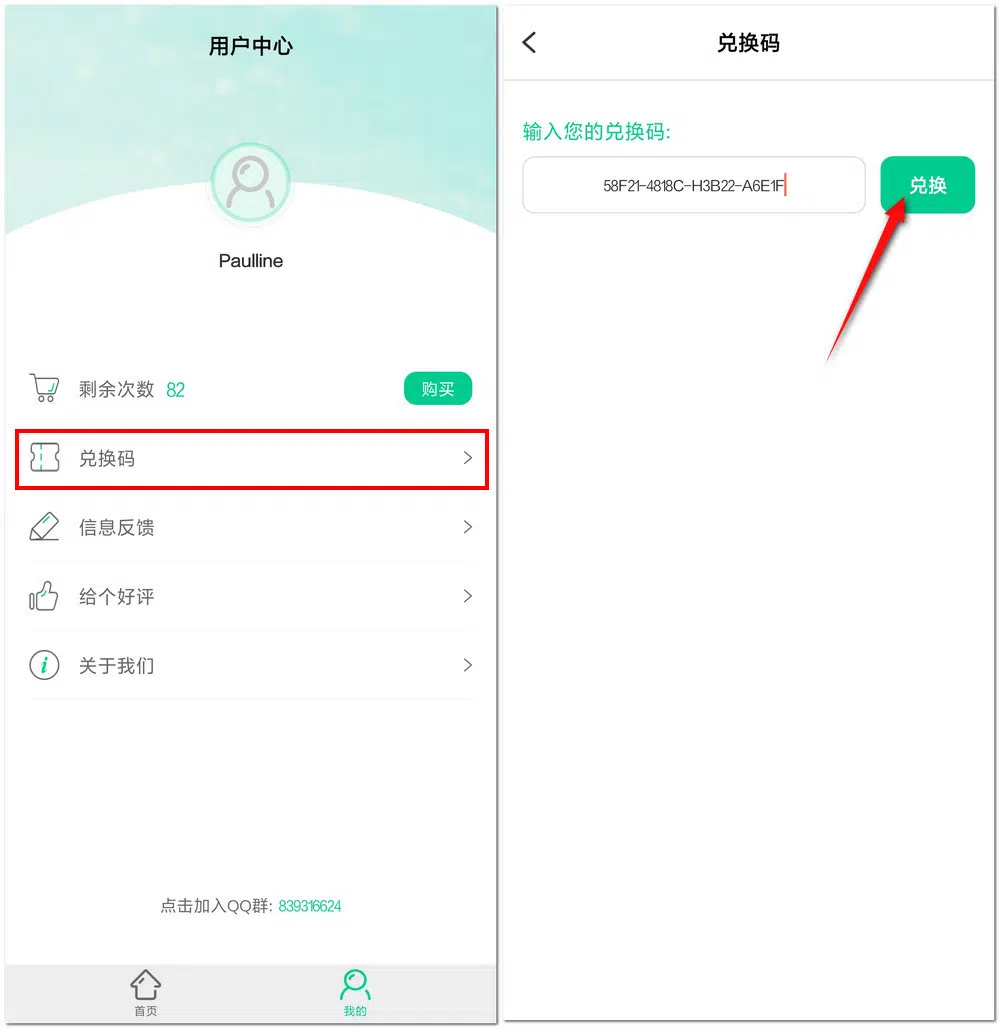 用户中心
Paulline
剩余次数 82
购买
兑换码
信息反馈
给个好评
关于我们
点击加入QQ群: 839316624
首页
我的
兑换码
输入您的兑换码:
58F21-4818C-H3B22-A6E1F
兑换